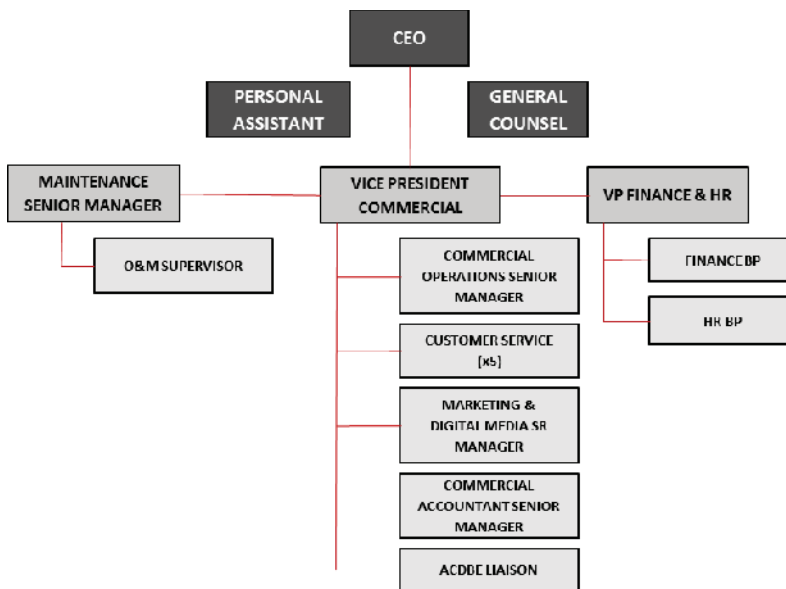 CEO
PERSONAL
ASSISTANT
GENERAL
COUNSEL
MAINTENANCE
SENIOR MANAGER
VICE PRESIDENT
COMMERCIAL
VP FINANCE & HR
O&M SUPERVISOR
COMMERCIAL
OPERATIONS SENIOR
MANAGER
FINANCE BP
HR BP
CUSTOMER SERVICE
[x5]
MARKETING &
DIGITAL MEDIA SR
MANAGER
COMMERCIAL
ACCOUNTANT SENIOR
MANAGER
ACDBE LIAISON